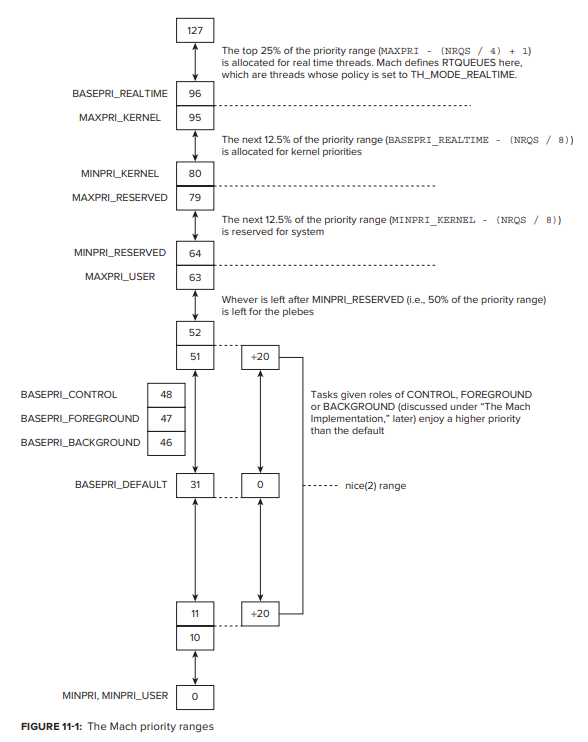 127
The top 25% of the priority range (MAXPRI - (NRQS / 4) + 1)
is allocated for real time threads. Mach defines RTQUEUES here,
which are threads whose policy is set to TH_MODE_REALTIME.
BASEPRI_REALTIME 96
MAXPRI_KERNEL 95
The next 12.5% of the priority range (BASEPRI_REALTIME - (NRQS / 8))
is allocated for kernel priorities
MINPRI_KERNEL 80
MAXPRI_RESERVED 79
The next 12.5% of the priority range (MINPRI_KERNEL - (NRQS / 8))
is reserved for system
MINPRI_RESERVED 64
MAXPRI_USER 63
Whever is left after MINPRI_RESERVED (i.e., 50% of the priority range)
is left for the plebes
52
51 +20
BASEPRI_CONTROL 48
BASEPRI_FOREGROUND 47
BASEPRI_BACKGROUND 46
Tasks given roles of CONTROL, FOREGROUND
or BACKGROUND (discussed under “The Mach
Implementation,” later) enjoy a higher priority
than the default
BASEPRI_DEFAULT 31 0 nice(2) range
11 +20
10
MINPRI, MINPRI_USER 0
FIGURE 11-1: The Mach priority ranges